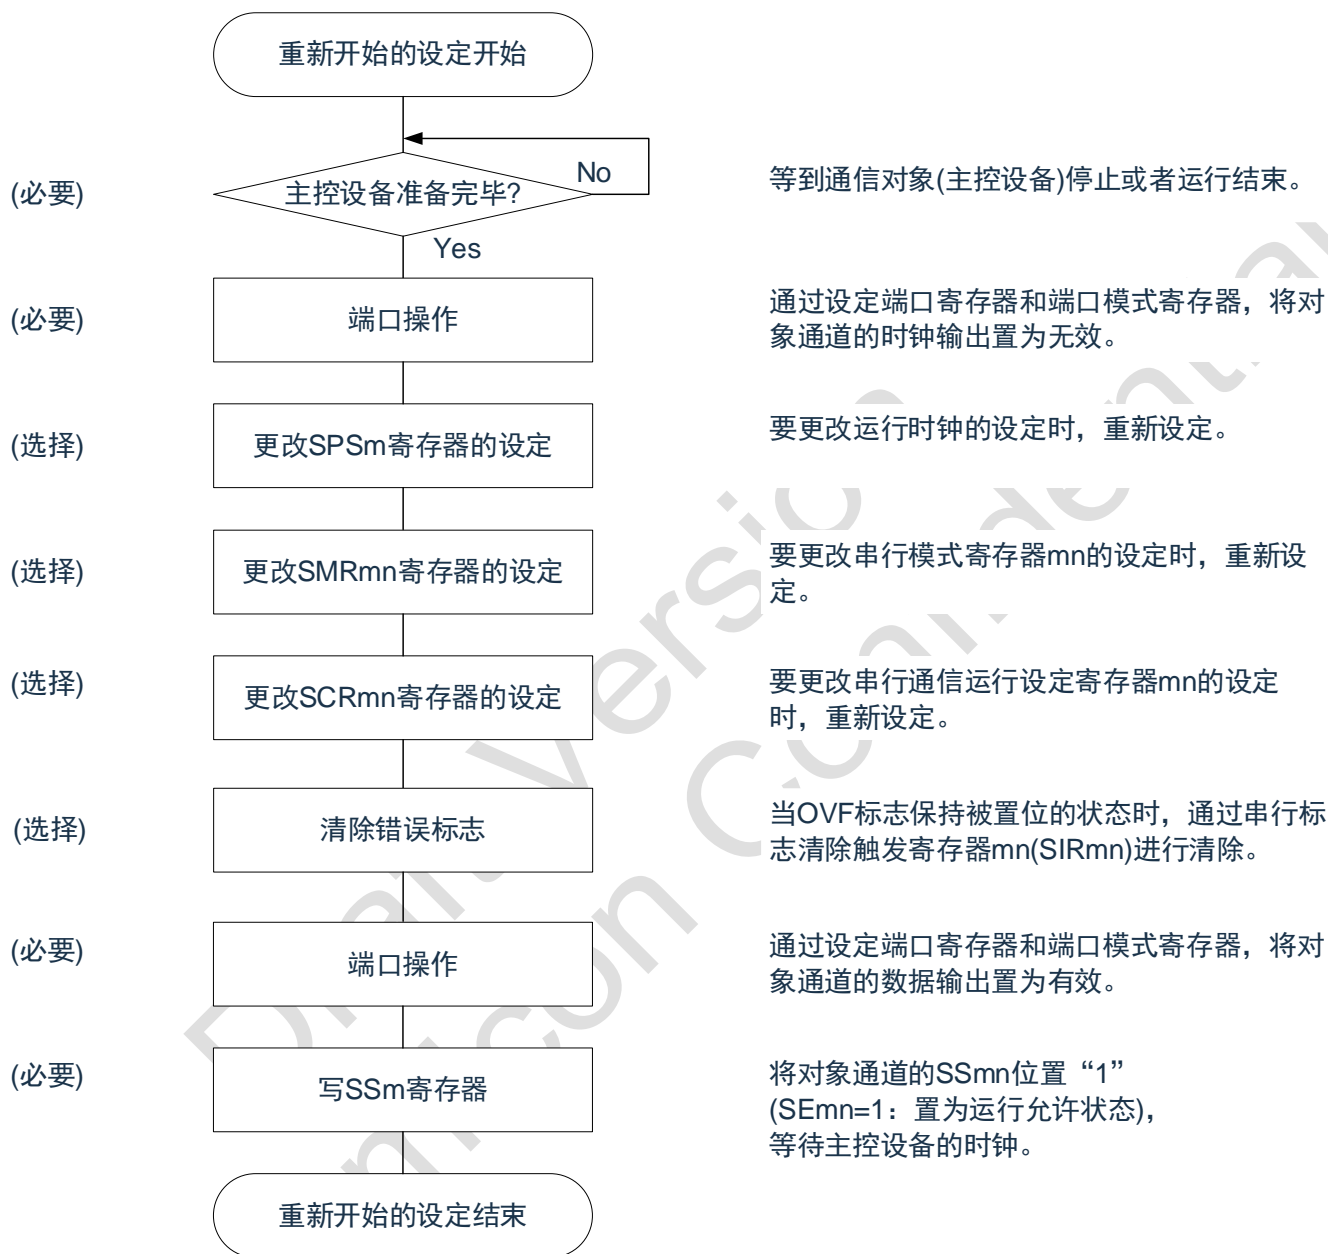 重新开始的设定开始
(必要)
主控设备准备完毕?
No
等到通信对象(主控设备)停止或者运行结束。
Yes
(必要)
端口操作
通过设定端口寄存器和端口模式寄存器，将对
象通道的时钟输出置为无效。
(选择)
更改SPSm寄存器的设定
要更改运行时钟的设定时，重新设定。
(选择)
更改SMRmn寄存器的设定
要更改串行模式寄存器mn的设定时，重新设
定。
(选择)
更改SCRmn寄存器的设定
要更改串行通信运行设定寄存器mn的设定
时，重新设定。
(选择)
清除错误标志
当OVF标志保持被置位的状态时，通过串行标
志清除触发寄存器mn(SIRmn)进行清除。
(必要)
端口操作
通过设定端口寄存器和端口模式寄存器，将对
象通道的数据输出置为有效。
(必要)
写SSm寄存器
将对象通道的SSmn位置“1”
(SEmn=1：置为运行允许状态)，
等待主控设备的时钟。
重新开始的设定结束